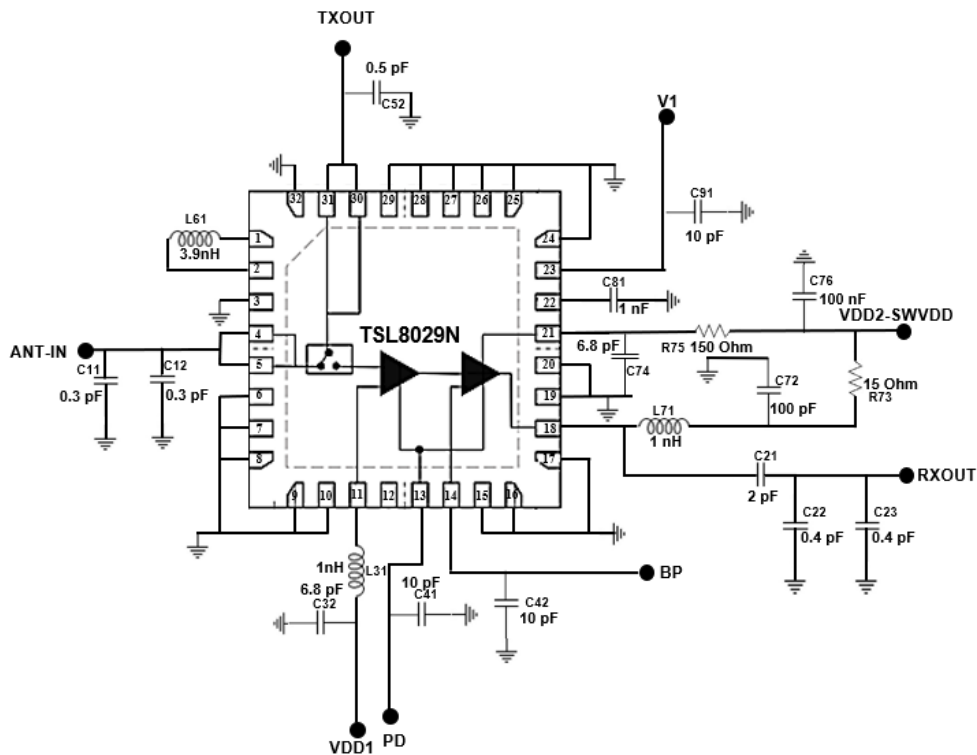 TXOUT
0.5 pF
C52
V1
C91
10 pF
32
31
30
29
28
27
26
25
L61
3.9nH
1
2
3
4
5
6
7
8
24
23
22
21
20
19
18
17
C81
1 nF
C76
100 nF
VDD2-SWVDD
TSL8029N
ANT-IN
C11
0.3 pF
C12
0.3 pF
6.8 pF
C74
R75 150 Ohm
C72
100 pF
15 Ohm
R73
L71
1 nH
C21
2 pF
RXOUT
C22
0.4 pF
C23
0.4 pF
9
10
11
12
13
14
15
16
1nH
L31
6.8 pF
C32
10 pF
C41
BP
C42
10 pF
VDD1
PD